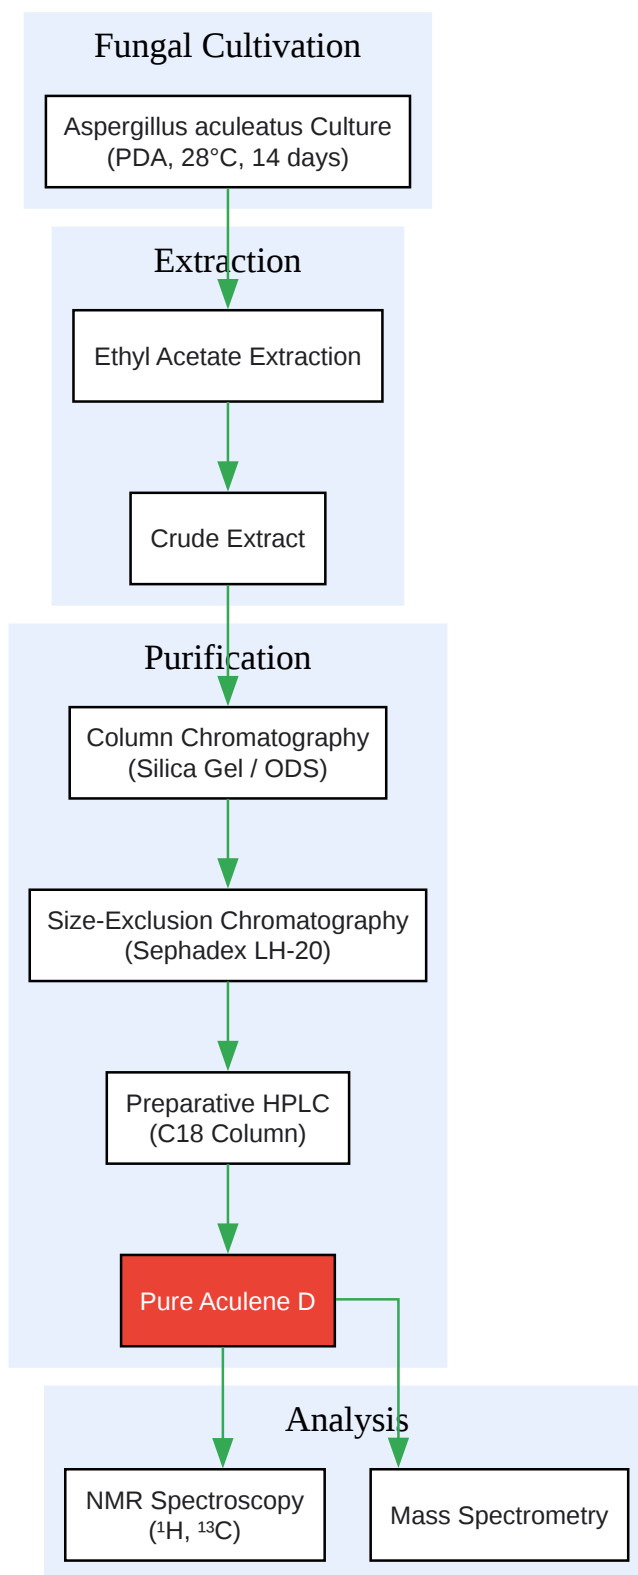 Fungal Cultivation
Aspergillus aculeatus Culture
(PDA, 28°C, 14 days)
Extraction
Ethyl Acetate Extraction
Crude Extract
Purification
Column Chromatography
(Silica Gel / ODS)
Size-Exclusion Chromatography
(Sephadex LH-20)
Preparative HPLC
(C18 Column)
Pure Aculene D
Analysis
NMR Spectroscopy
(¹H, ¹³C)
Mass Spectrometry